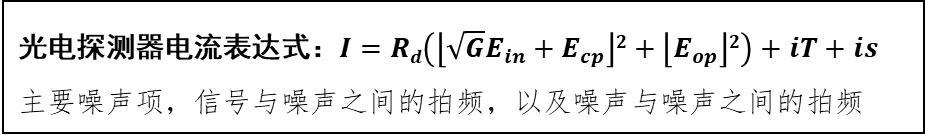 光电探测器电流表达式：I = R_d(⌊√G E_in + E_cp⌋² + ⌊E_op⌋²) + iT + is
主要噪声项，信号与噪声之间的拍频，以及噪声与噪声之间的拍频